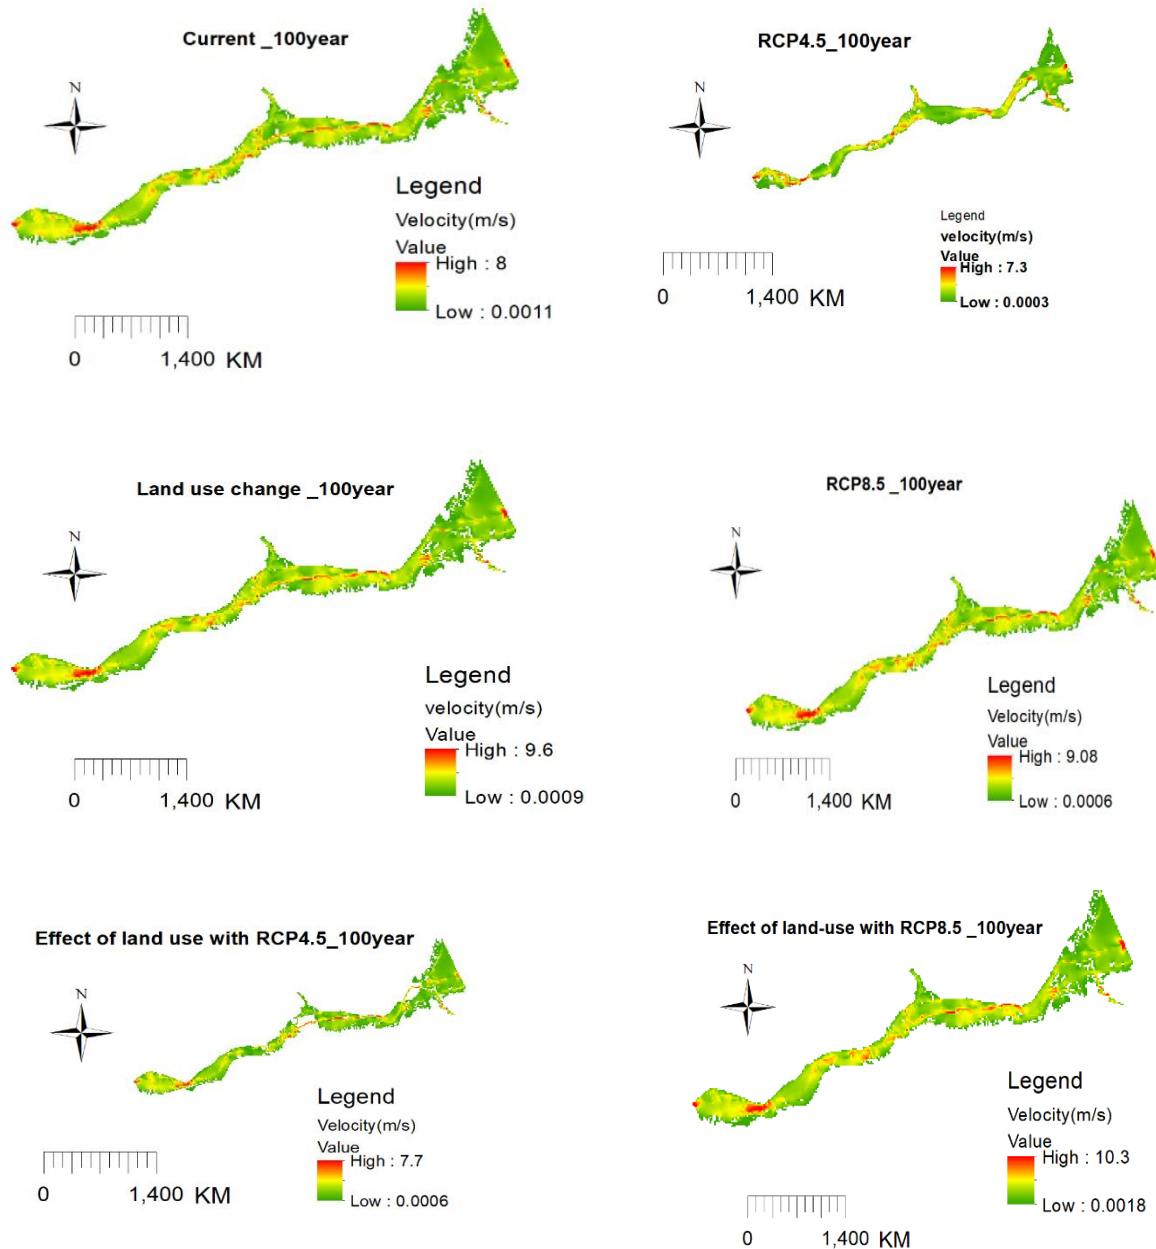 Current _100year
N
Legend
Velocity(m/s)
Value
High : 8
Low : 0.0011
0 1,400 KM
RCP4.5_100year
N
Legend
velocity(m/s)
Value
High : 7.3
Low : 0.0003
0 1,400 KM
Land use change _100year
N
Legend
velocity(m/s)
Value
High : 9.6
Low : 0.0009
0 1,400 KM
RCP8.5 _100year
N
Legend
Velocity(m/s)
Value
High : 9.08
Low : 0.0006
0 1,400 KM
Effect of land use with RCP4.5_100year
N
Legend
Velocity(m/s)
Value
High : 7.7
Low : 0.0006
0 1,400 KM
Effect of land-use with RCP8.5 _100year
N
Legend
Velocity(m/s)
Value
High : 10.3
Low : 0.0018
0 1,400 KM